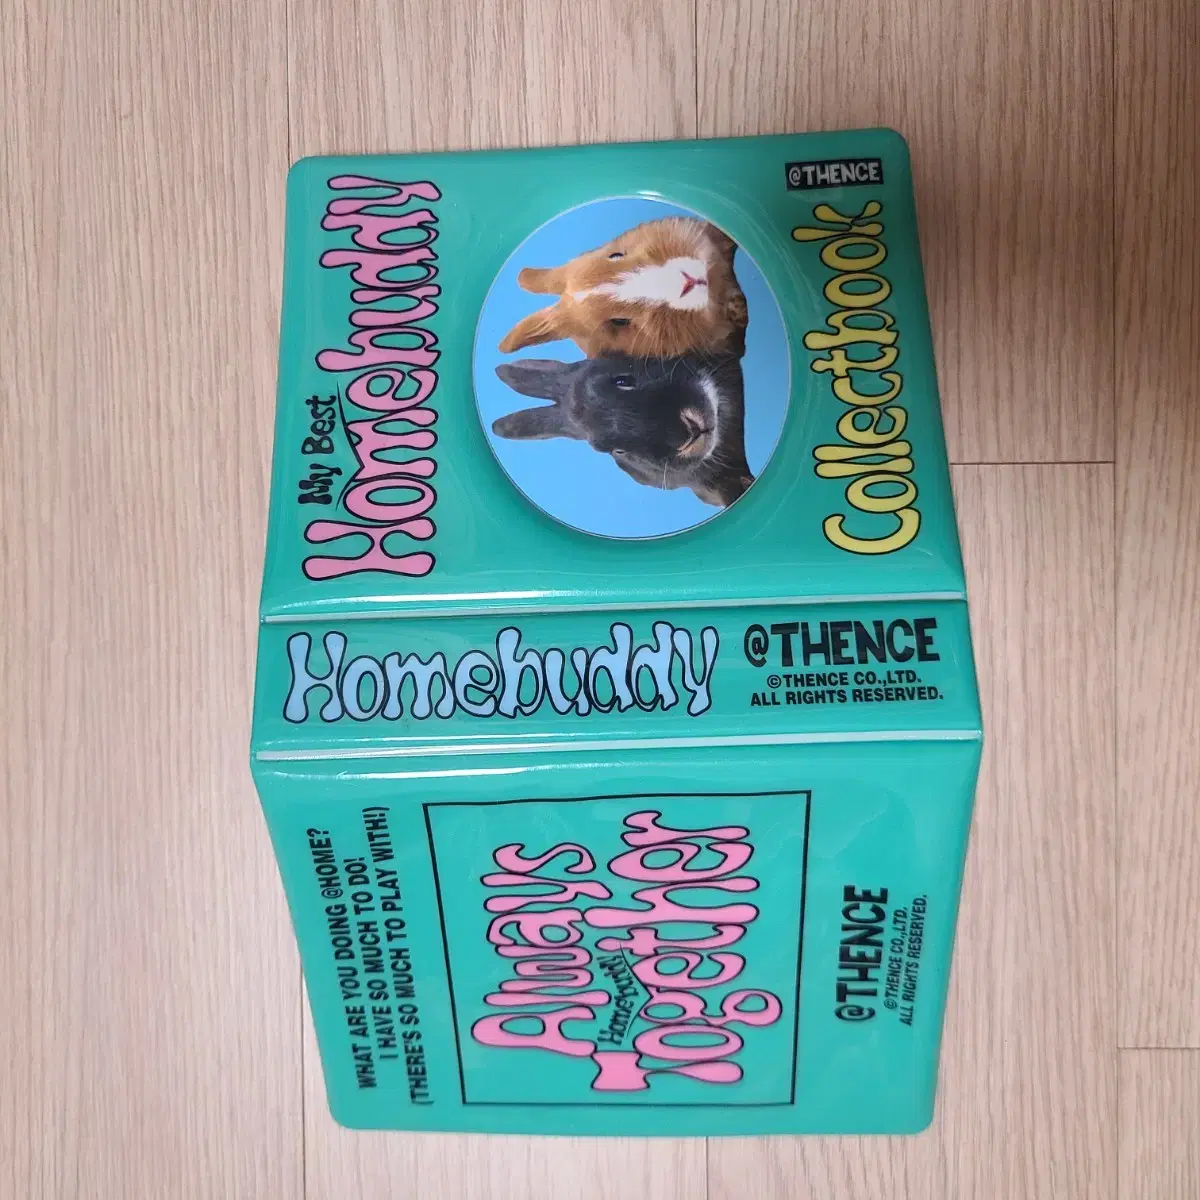 My Best
Homebuddy
@THENCE
Collectbook
Homebuddy
@THENCE
©THENCE CO.,LTD.
ALL RIGHTS RESERVED.
WHAT ARE YOU DOING @HOME?
I HAVE SO MUCH TO DO!
(THERE'S SO MUCH TO PLAY WITH!)
Always
Homebuddy
Together
@THENCE
©THENCE CO.,LTD.
ALL RIGHTS RESERVED.